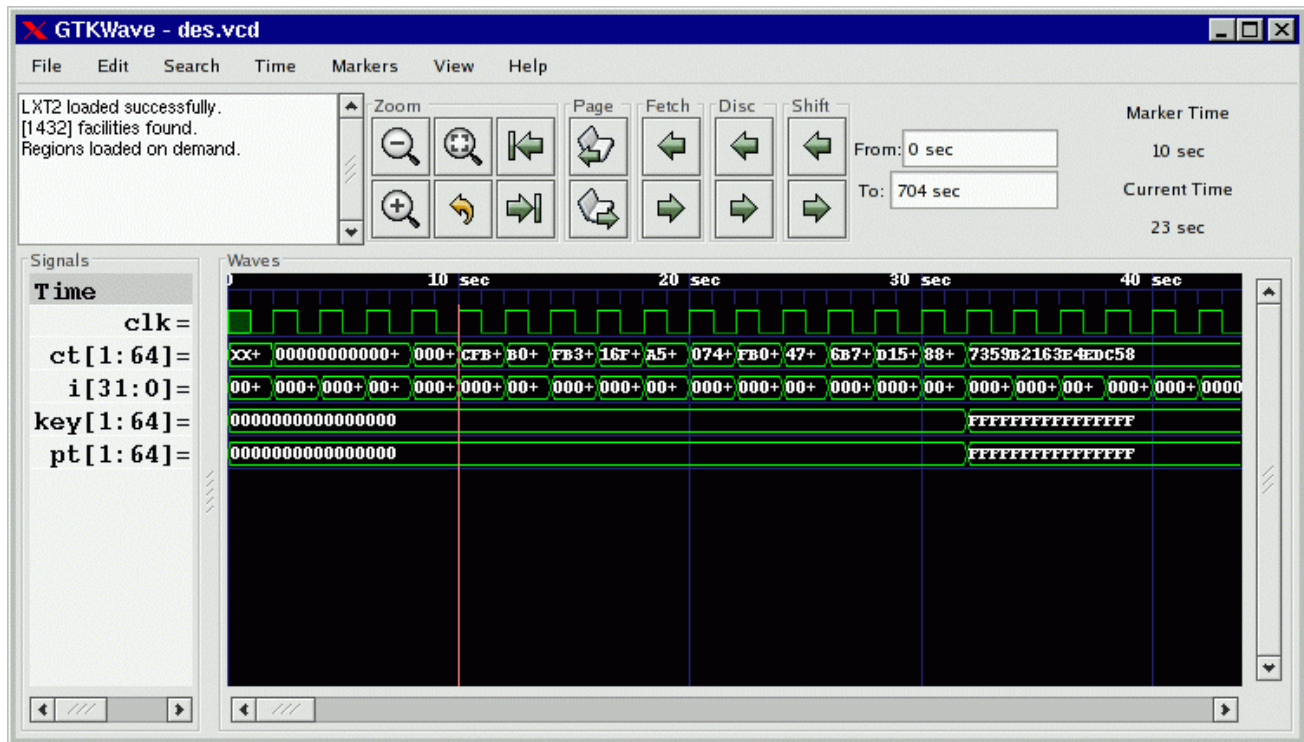 GTKWave - des.vcd
File Edit Search Time Markers View Help
LXT2 loaded successfully.
[1432] facilities found.
Regions loaded on demand.
Zoom Page Fetch Disc Shift
From: 0 sec
To: 704 sec
Marker Time
10 sec
Current Time
23 sec
Signals
Waves
Time
0 10 sec 20 sec 30 sec 40 sec
clk=
ct[1:64]= XX+ 00000000000+ 000+ CFB+ B0+ FB3+ 16F+ A5+ 074+ FB0+ 47+ 6B7+ D15+ 88+ 7359B2163E4EDC58
i[31:0]= 00+ 000+ 000+ 00+ 000+ 000+ 00+ 000+ 000+ 00+ 000+ 000+ 00+ 000+ 000+ 00+ 000+ 000+ 00+ 000+ 000+ 0000
key[1:64]= 0000000000000000 FFFFFFFFFFFFFFFF
pt[1:64]= 0000000000000000 FFFFFFFFFFFFFFFF